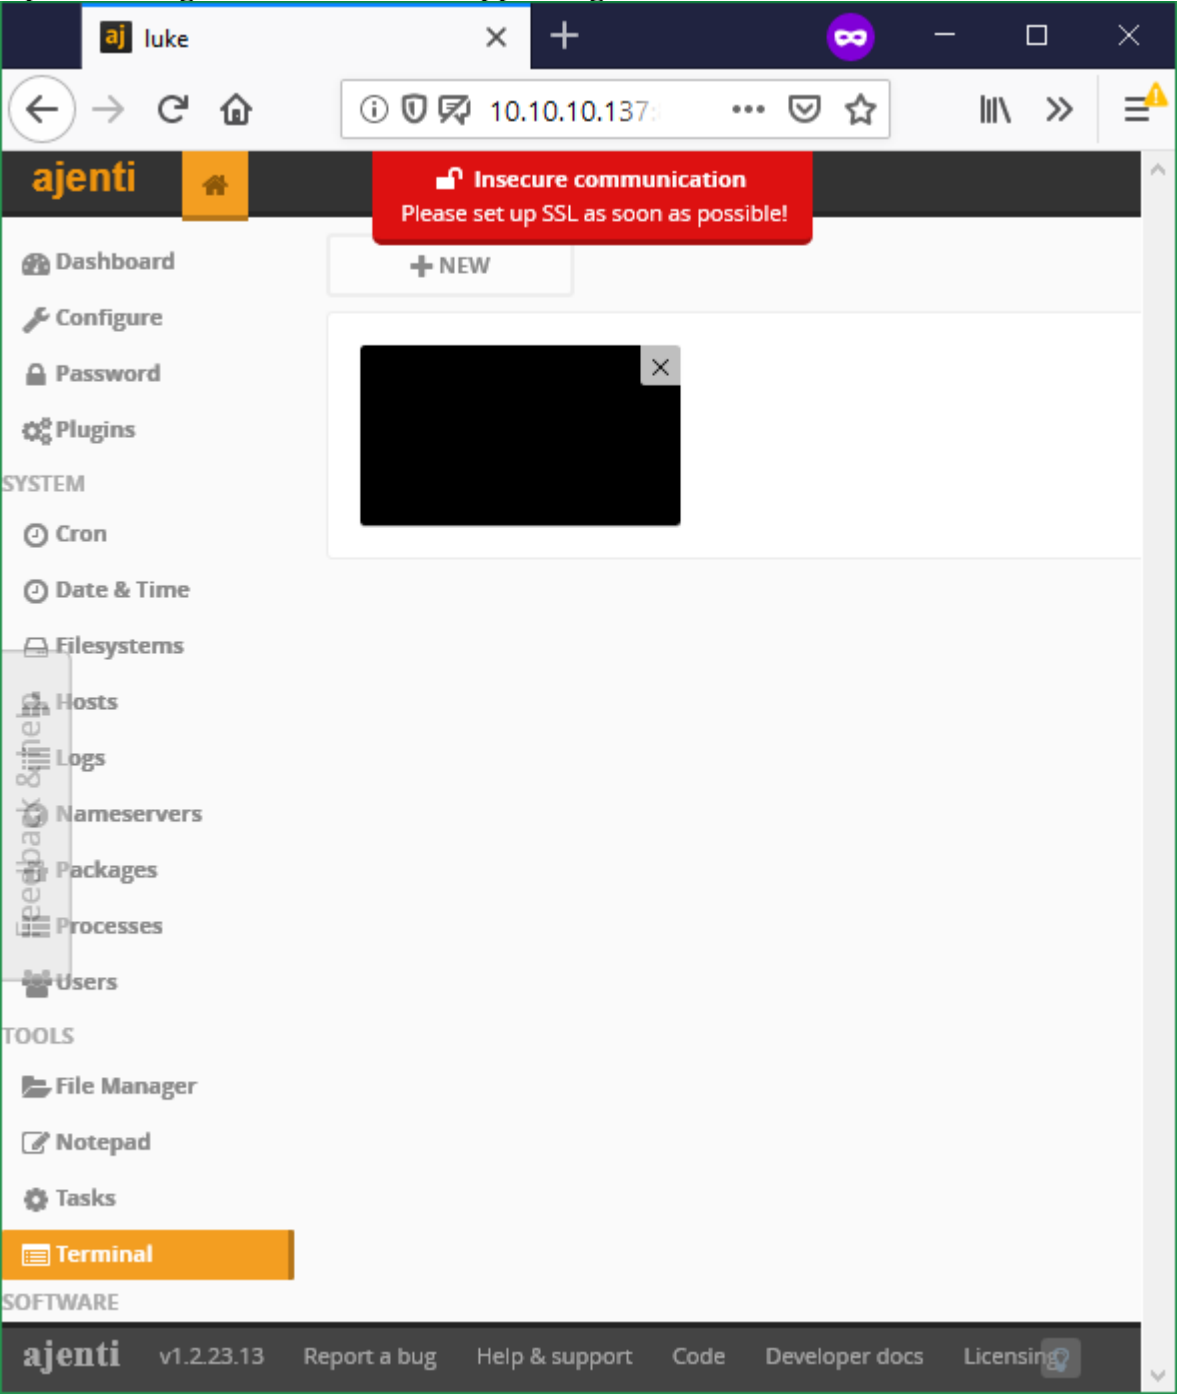 aj luke
10.10.10.137:
ajenti
Insecure communication
Please set up SSL as soon as possible!
Dashboard
NEW
Configure
Password
Plugins
SYSTEM
Cron
Date & Time
Filesystems
Hosts
Logs
Nameservers
Packages
Processes
Users
Feedback & help
TOOLS
File Manager
Notepad
Tasks
Terminal
SOFTWARE
ajenti v1.2.23.13 Report a bug Help & support Code Developer docs Licensing